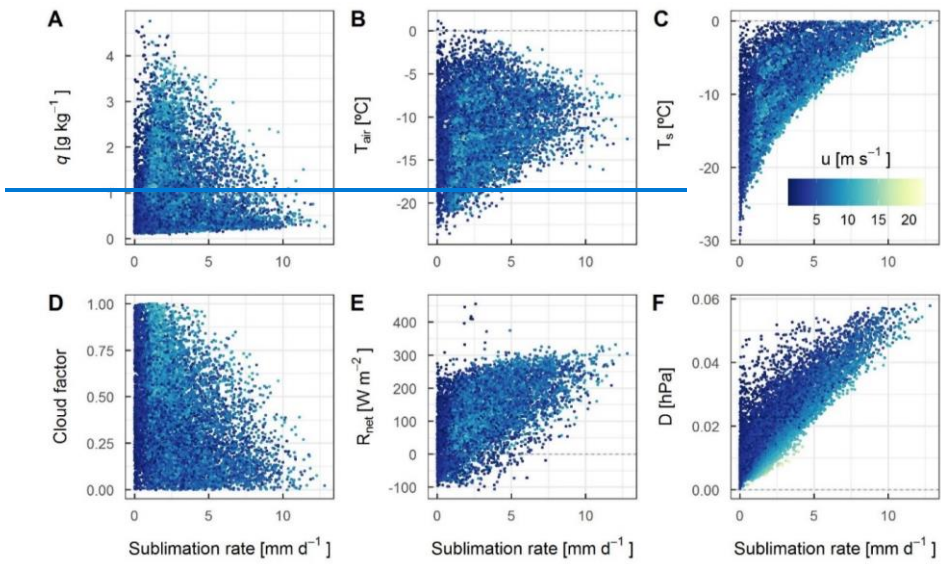 A
q [g kg⁻¹]
4
3
2
1
0
0 5 10
B
T_air [ºC]
0
-5
-10
-15
-20
0 5 10
C
T_s [ºC]
0
-10
-20
-30
u [m s⁻¹ ]
5 10 15 20
0 5 10
D
Cloud factor
1.00
0.75
0.50
0.25
0.00
0 5 10
Sublimation rate [mm d⁻¹ ]
E
R_net [W m⁻² ]
400
300
200
100
0
-100
0 5 10
Sublimation rate [mm d⁻¹ ]
F
D [hPa]
0.06
0.04
0.02
0.00
0 5 10
Sublimation rate [mm d⁻¹ ]